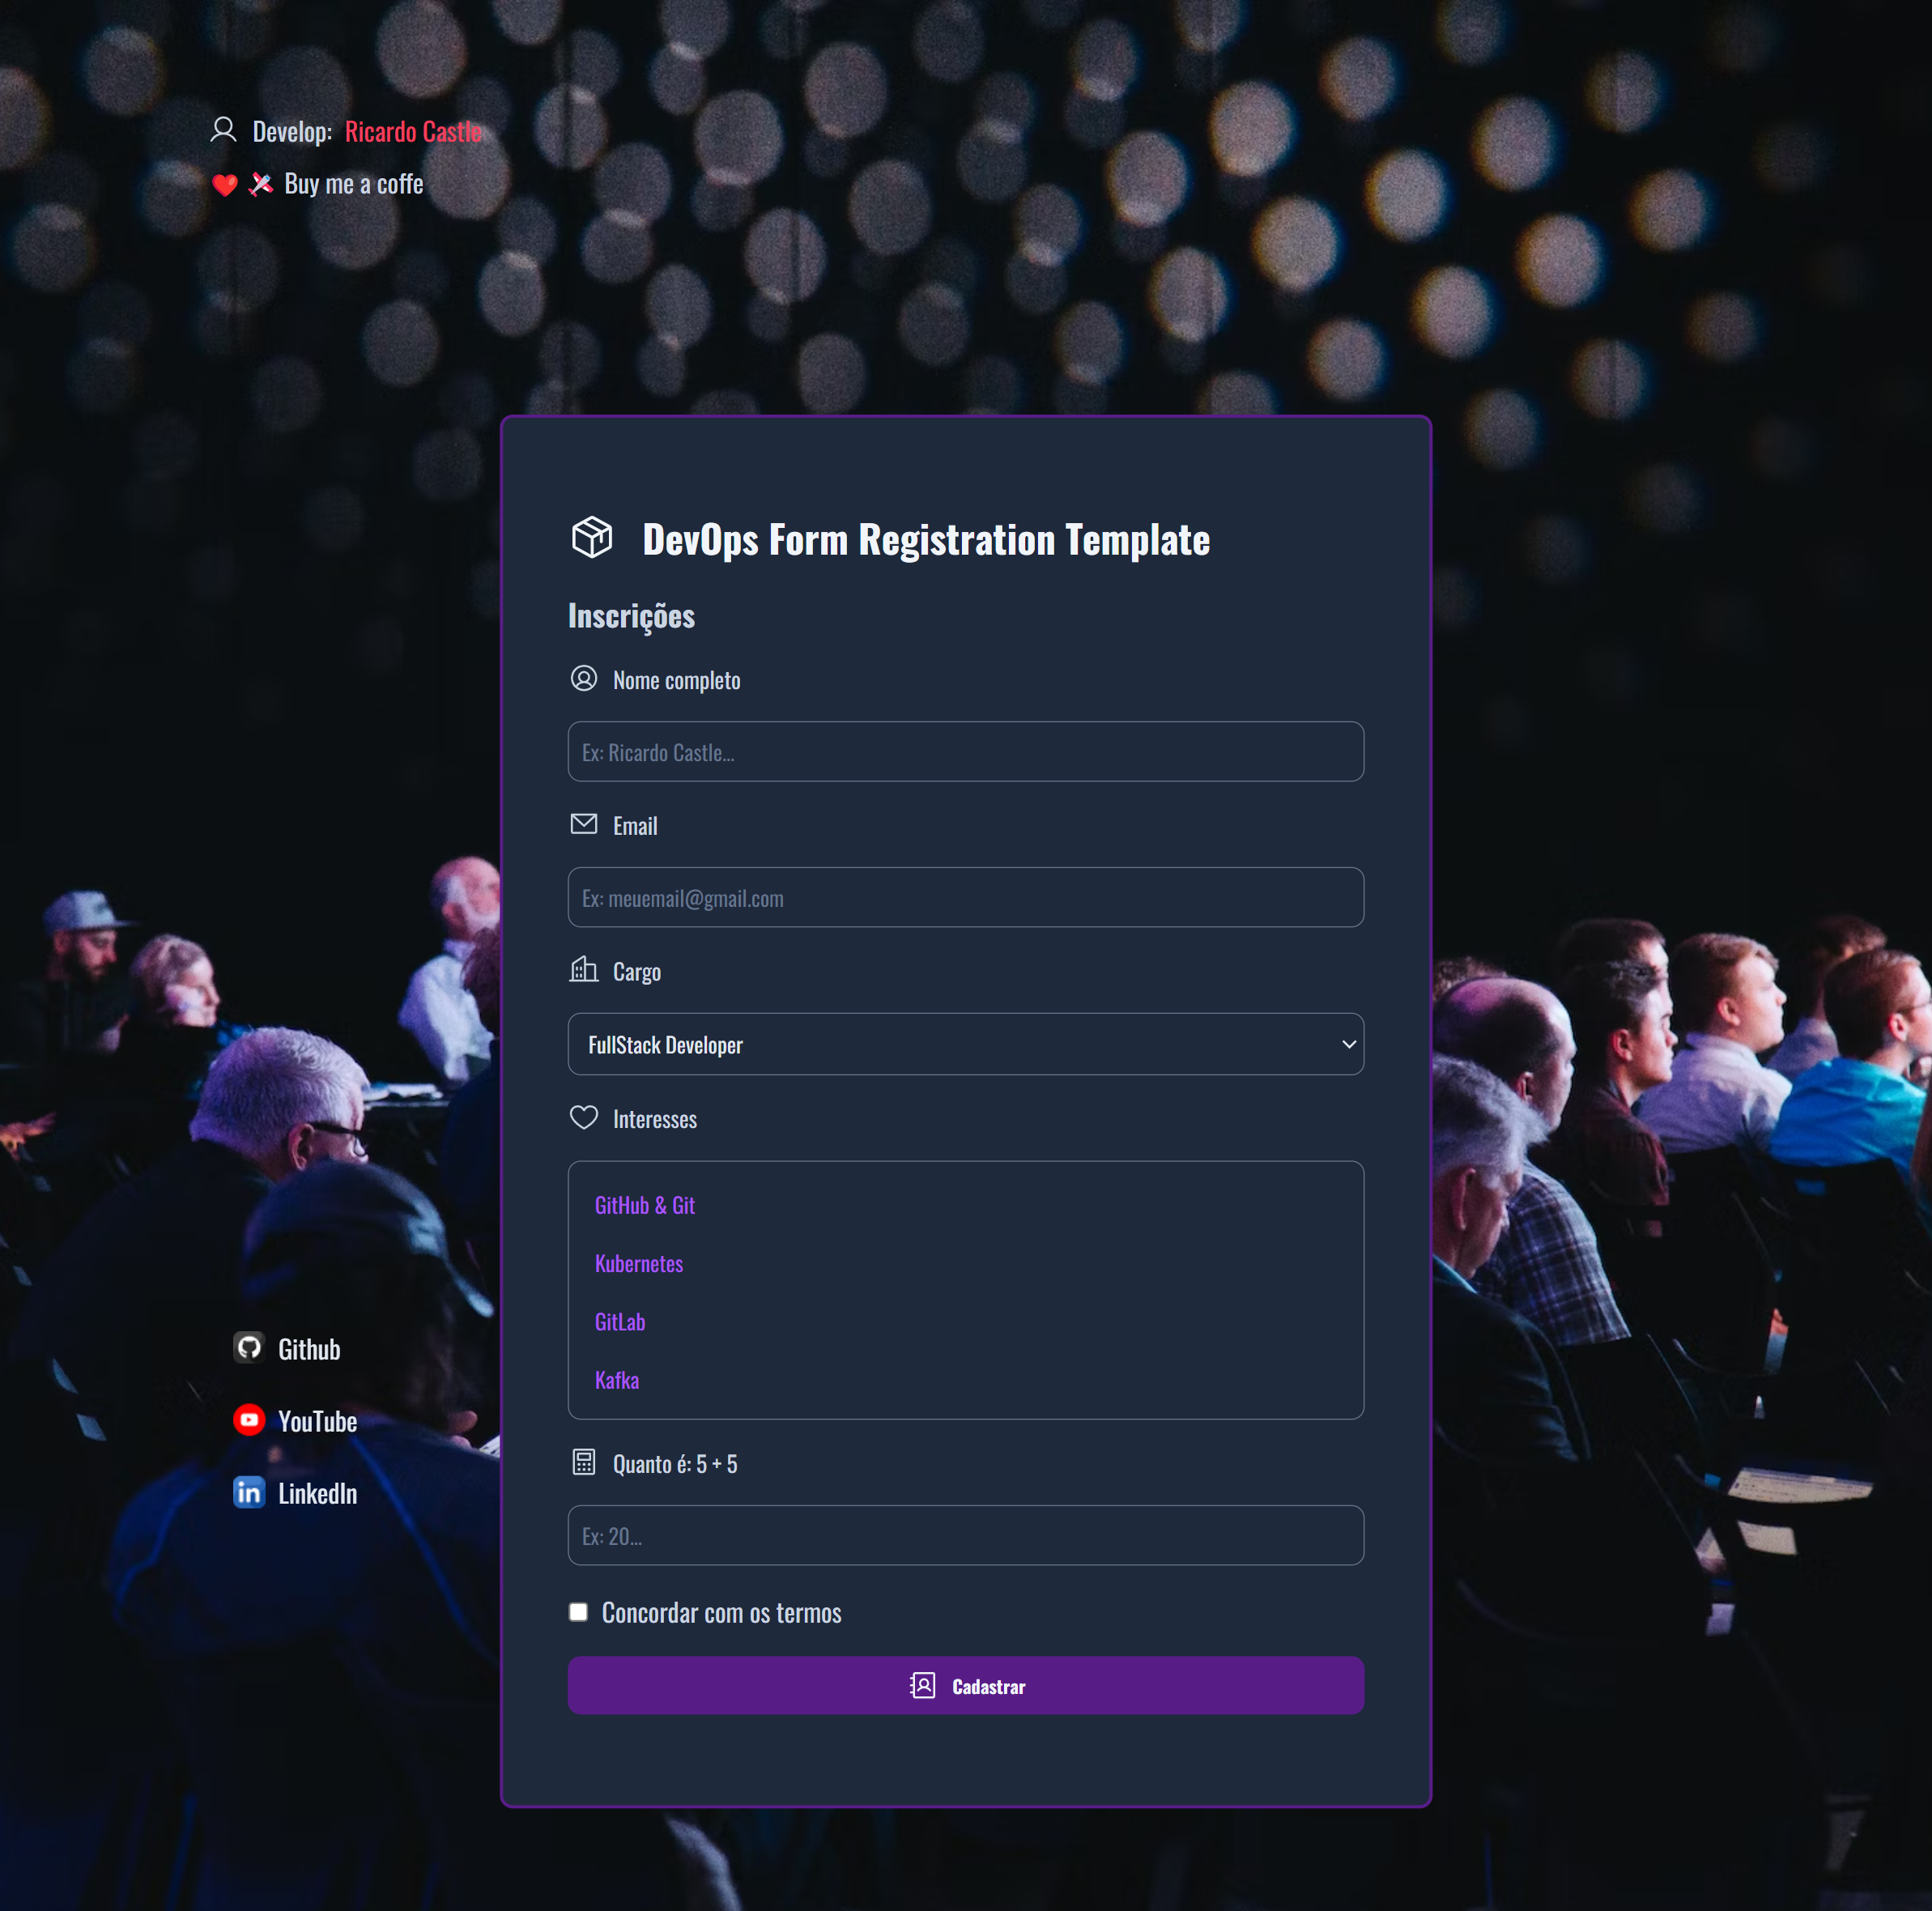 Develop: Ricardo Castle
Buy me a coffe
DevOps Form Registration Template
Inscrições
Nome completo
Ex: Ricardo Castle...
Email
Ex: meuemail@gmail.com
Cargo
FullStack Developer
Interesses
GitHub & Git
Kubernetes
GitLab
Kafka
Github
YouTube
in LinkedIn
Quanto é: 5 + 5
Ex: 20...
Concordar com os termos
Cadastrar